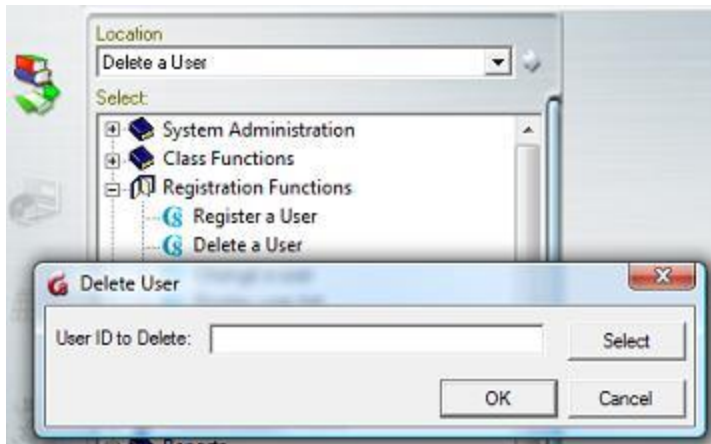 Location
Delete a User
Select:
System Administration
Class Functions
Registration Functions
Register a User
Delete a User
Delete User
User ID to Delete:
Select
OK
Cancel
Reports